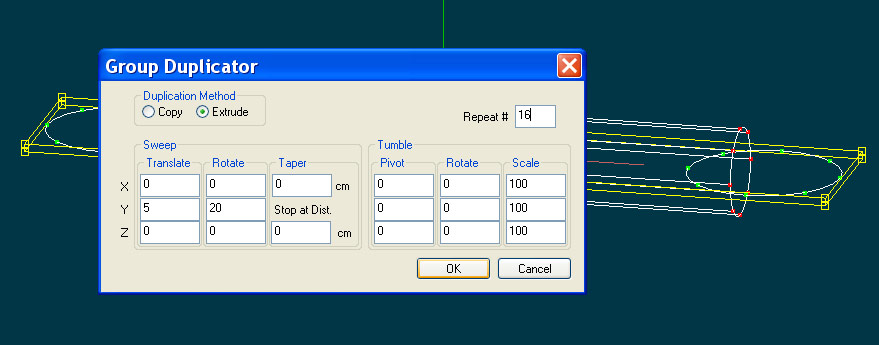 Group Duplicator
Duplication Method
Copy Extrude
Repeat # 16
Sweep Tumble
Translate Rotate Taper Pivot Rotate Scale
X 0 0 0 cm 0 0 100
Y 5 20 Stop at Dist. 0 0 100
Z 0 0 0 cm 0 0 100
OK Cancel